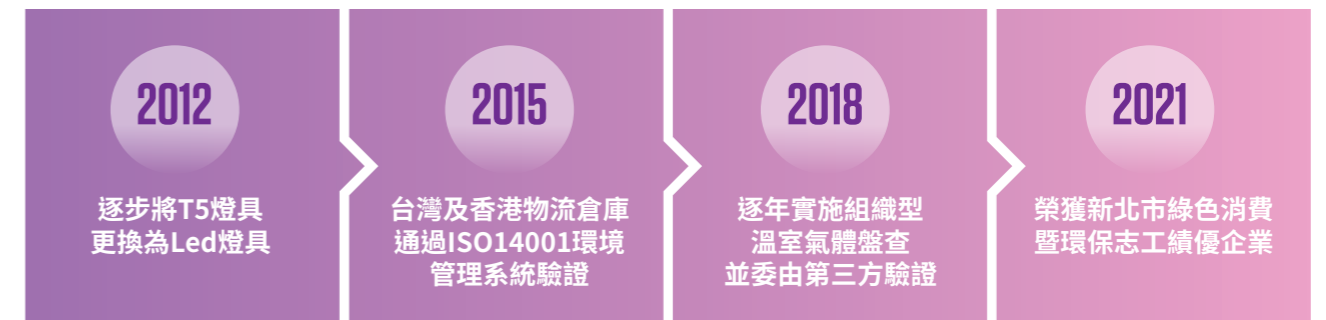 2012
逐步將T5燈具
更換為Led燈具
2015
台灣及香港物流倉庫
通過ISO14001環境
管理系統驗證
2018
逐年實施組織型
溫室氣體盤查
並委由第三方驗證
2021
榮獲新北市綠色消費
暨環保志工績優企業